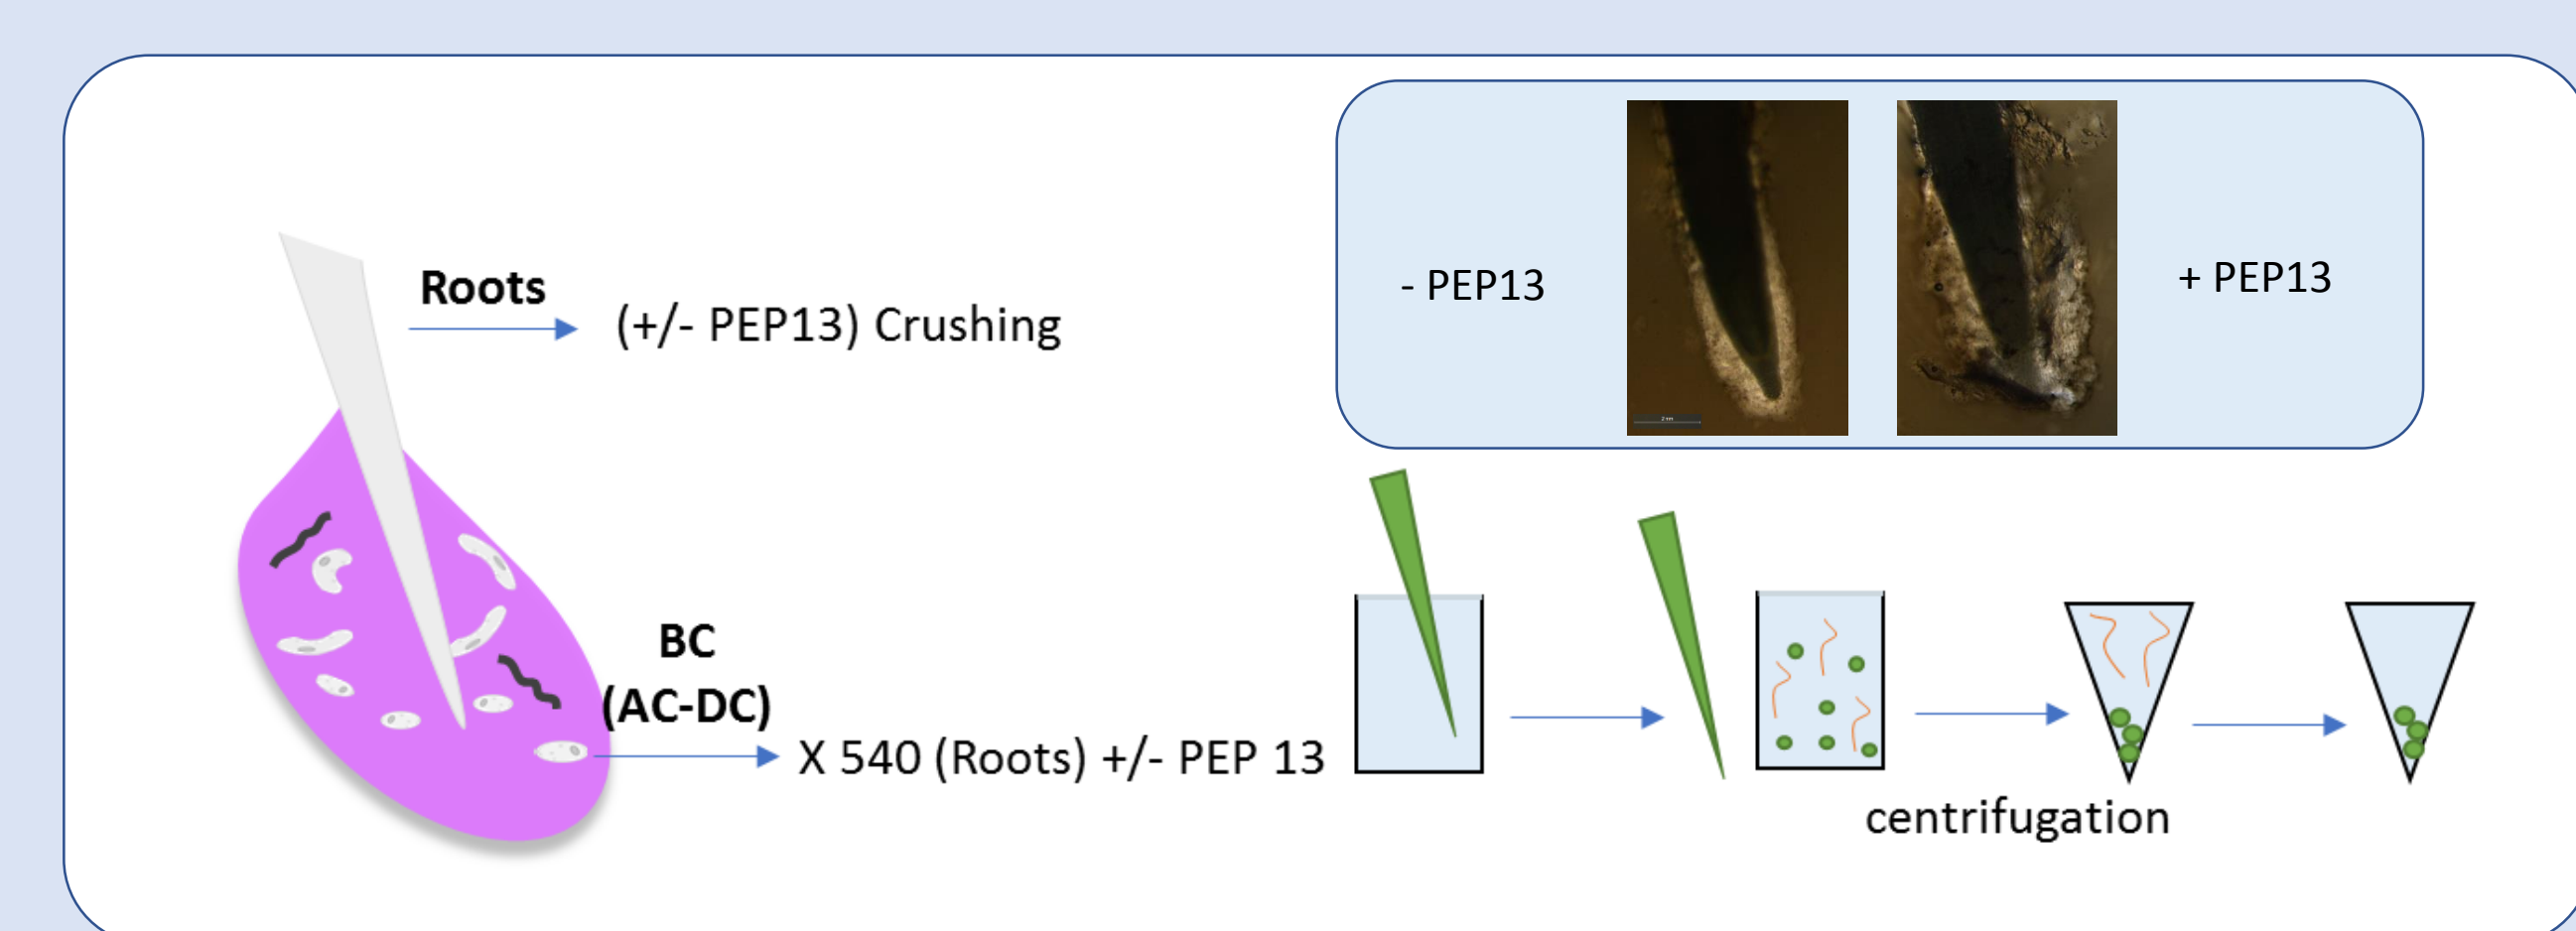 - PEP13
+ PEP13
Roots
(+/- PEP13) Crushing
BC
(AC-DC)
X 540 (Roots) +/- PEP 13
centrifugation